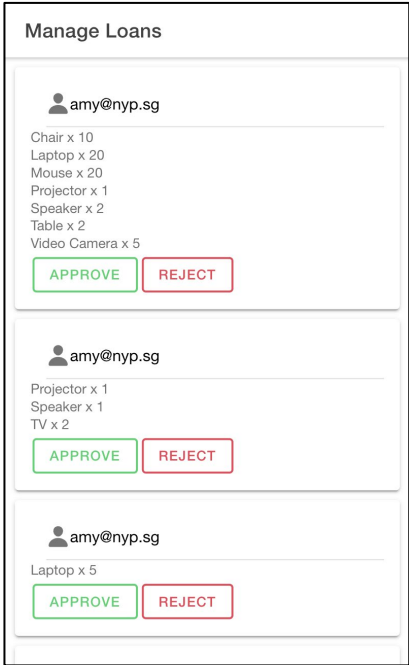 Manage Loans
amy@nyp.sg
Chair x 10
Laptop x 20
Mouse x 20
Projector x 1
Speaker x 2
Table x 2
Video Camera x 5
APPROVE REJECT
amy@nyp.sg
Projector x 1
Speaker x 1
TV x 2
APPROVE REJECT
amy@nyp.sg
Laptop x 5
APPROVE REJECT